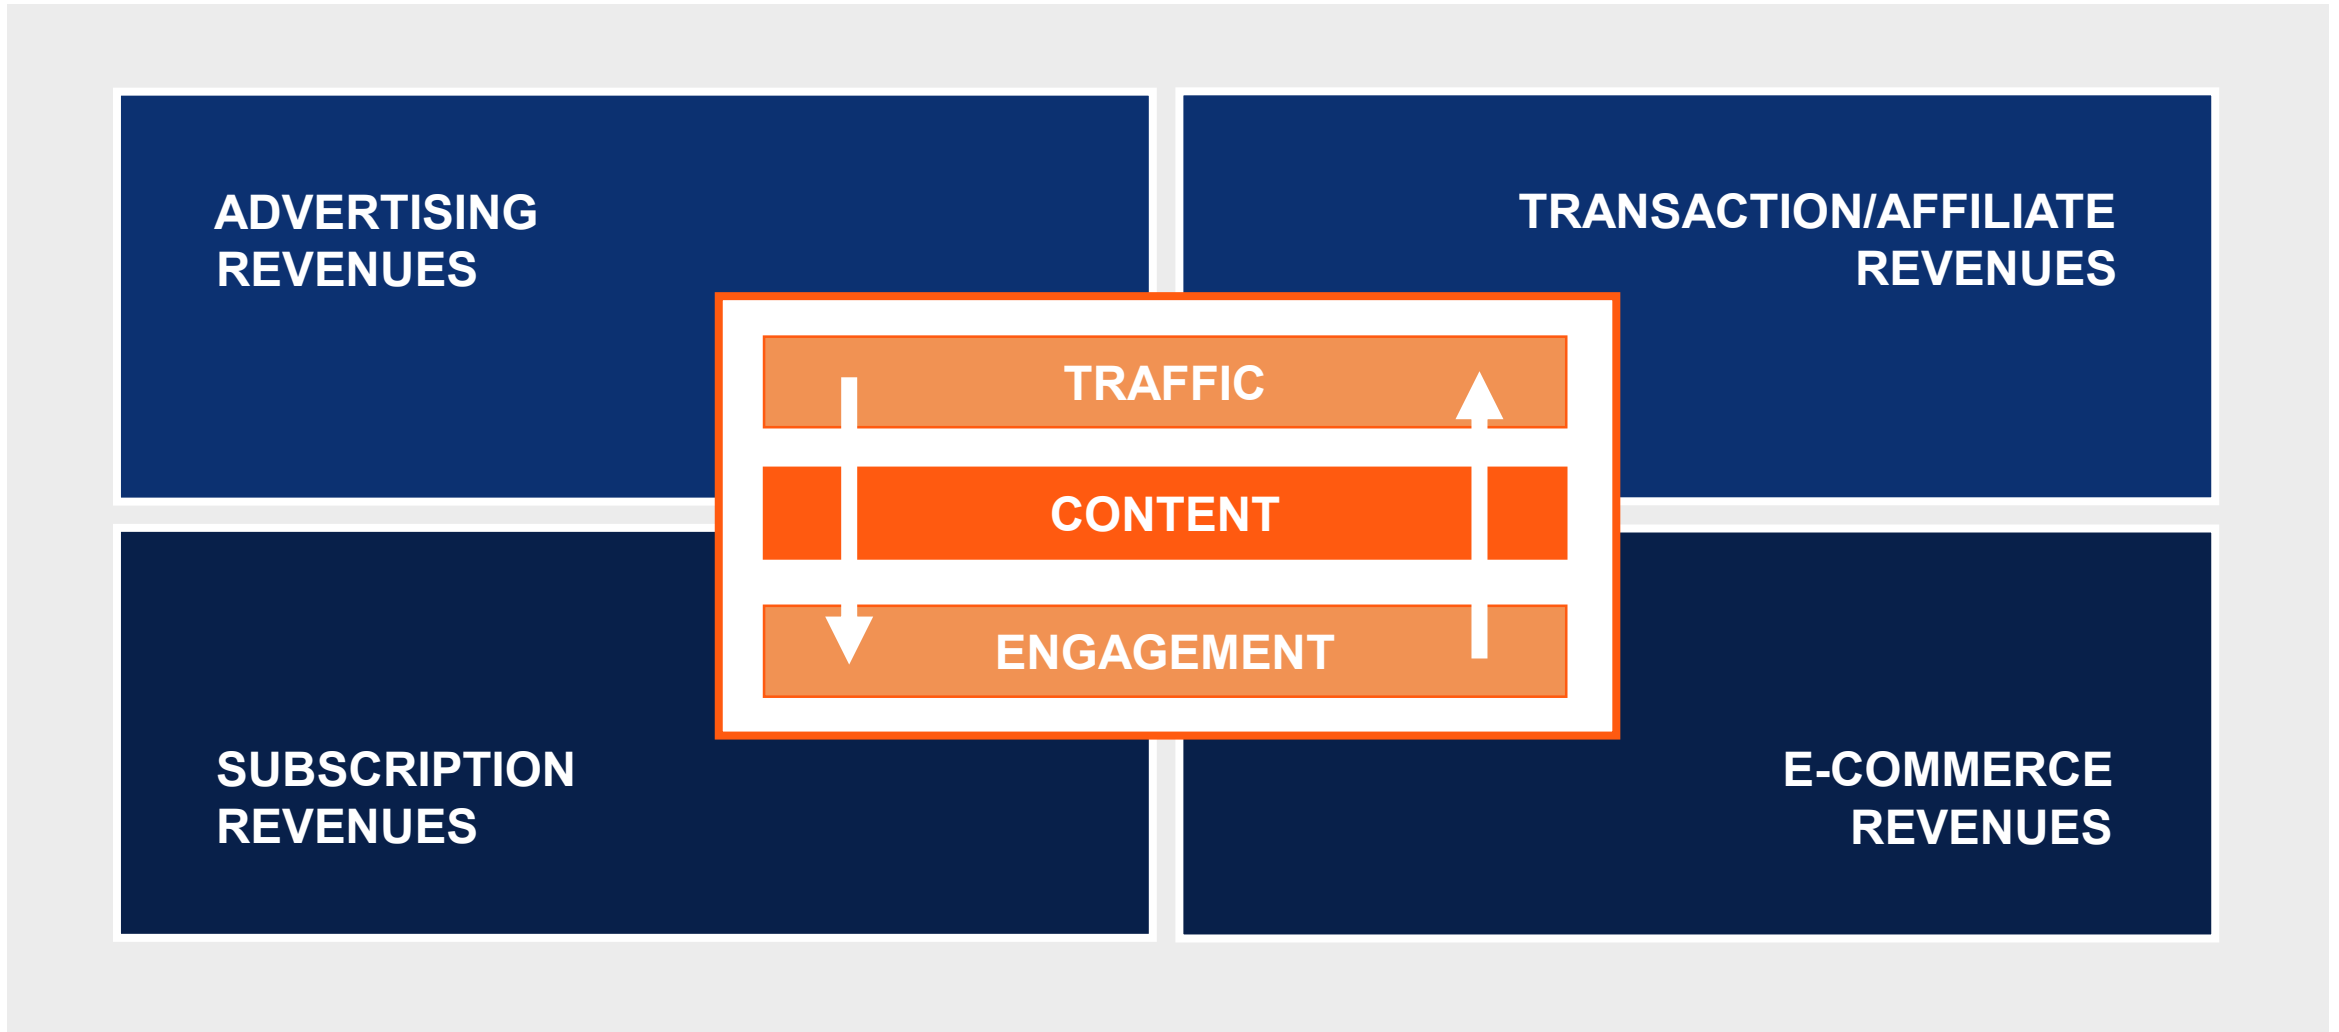 ADVERTISING
REVENUES
TRANSACTION/AFFILIATE
REVENUES
TRAFFIC
CONTENT
ENGAGEMENT
SUBSCRIPTION
REVENUES
E-COMMERCE
REVENUES